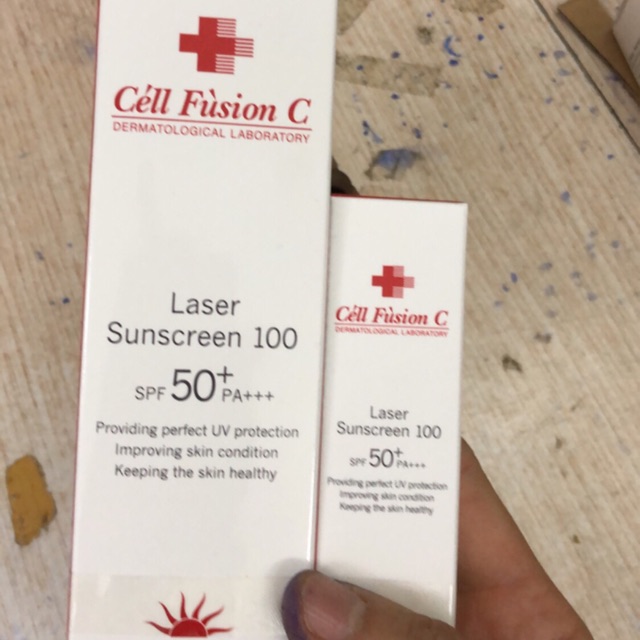 Céll Fùsion C
DERMATOLOGICAL LABORATORY
Laser
Sunscreen 100
SPF 50+ PA+++
Providing perfect UV protection
Improving skin condition
Keeping the skin healthy
Céll Fùsion C
DERMATOLOGICAL LABORATORY
Laser
Sunscreen 100
SPF 50+ PA+++
Providing perfect UV protection
Improving skin condition
Keeping the skin healthy